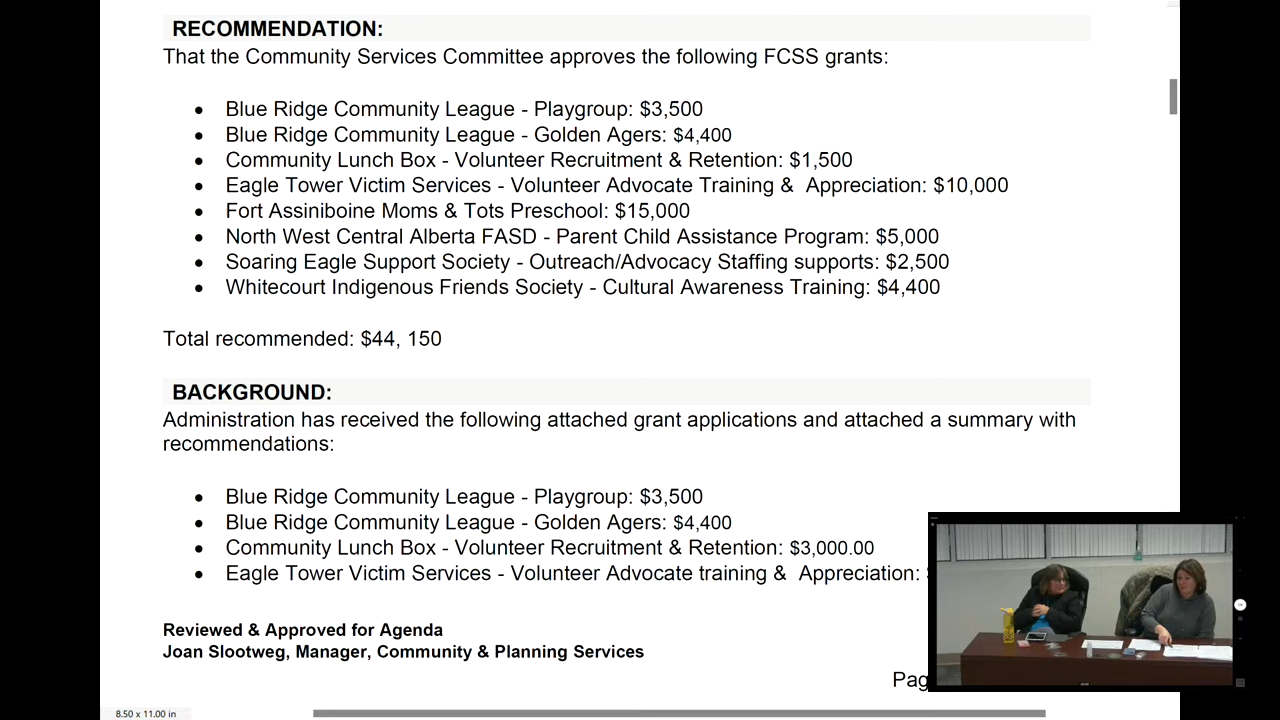 RECOMMENDATION:
That the Community Services Committee approves the following FCSS grants:
• Blue Ridge Community League - Playgroup: $3,500
• Blue Ridge Community League - Golden Agers: $4,400
• Community Lunch Box - Volunteer Recruitment & Retention: $1,500
• Eagle Tower Victim Services - Volunteer Advocate Training & Appreciation: $10,000
• Fort Assiniboine Moms & Tots Preschool: $15,000
• North West Central Alberta FASD - Parent Child Assistance Program: $5,000
• Soaring Eagle Support Society - Outreach/Advocacy Staffing supports: $2,500
• Whitecourt Indigenous Friends Society - Cultural Awareness Training: $4,400
Total recommended: $44, 150
BACKGROUND:
Administration has received the following attached grant applications and attached a summary with
recommendations:
• Blue Ridge Community League - Playgroup: $3,500
• Blue Ridge Community League - Golden Agers: $4,400
• Community Lunch Box - Volunteer Recruitment & Retention: $3,000.00
• Eagle Tower Victim Services - Volunteer Advocate training & Appreciation:
Reviewed & Approved for Agenda
Joan Slootweg, Manager, Community & Planning Services
Pag
8.50 x 11.00 in